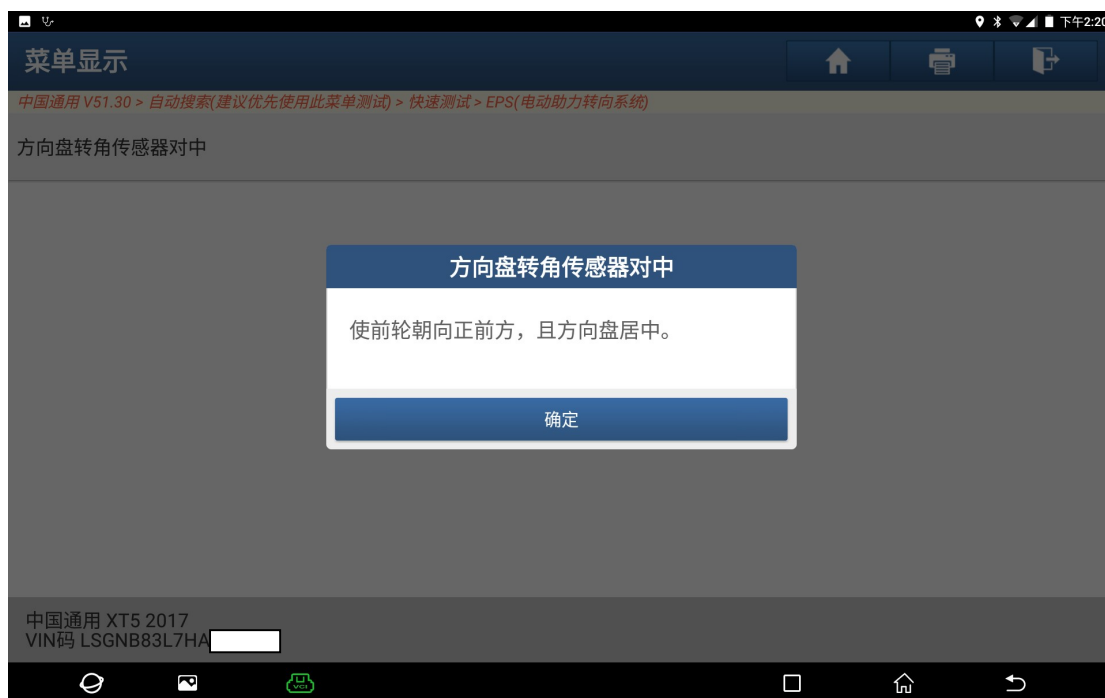 下午2:20
菜单显示
中国通用 V51.30 > 自动搜索(建议优先使用此菜单测试) > 快速测试 > EPS(电动助力转向系统)
方向盘转角传感器对中
方向盘转角传感器对中
使前轮朝向正前方，且方向盘居中。
确定
中国通用 XT5 2017
VIN码 LSGNB83L7HA
VCI